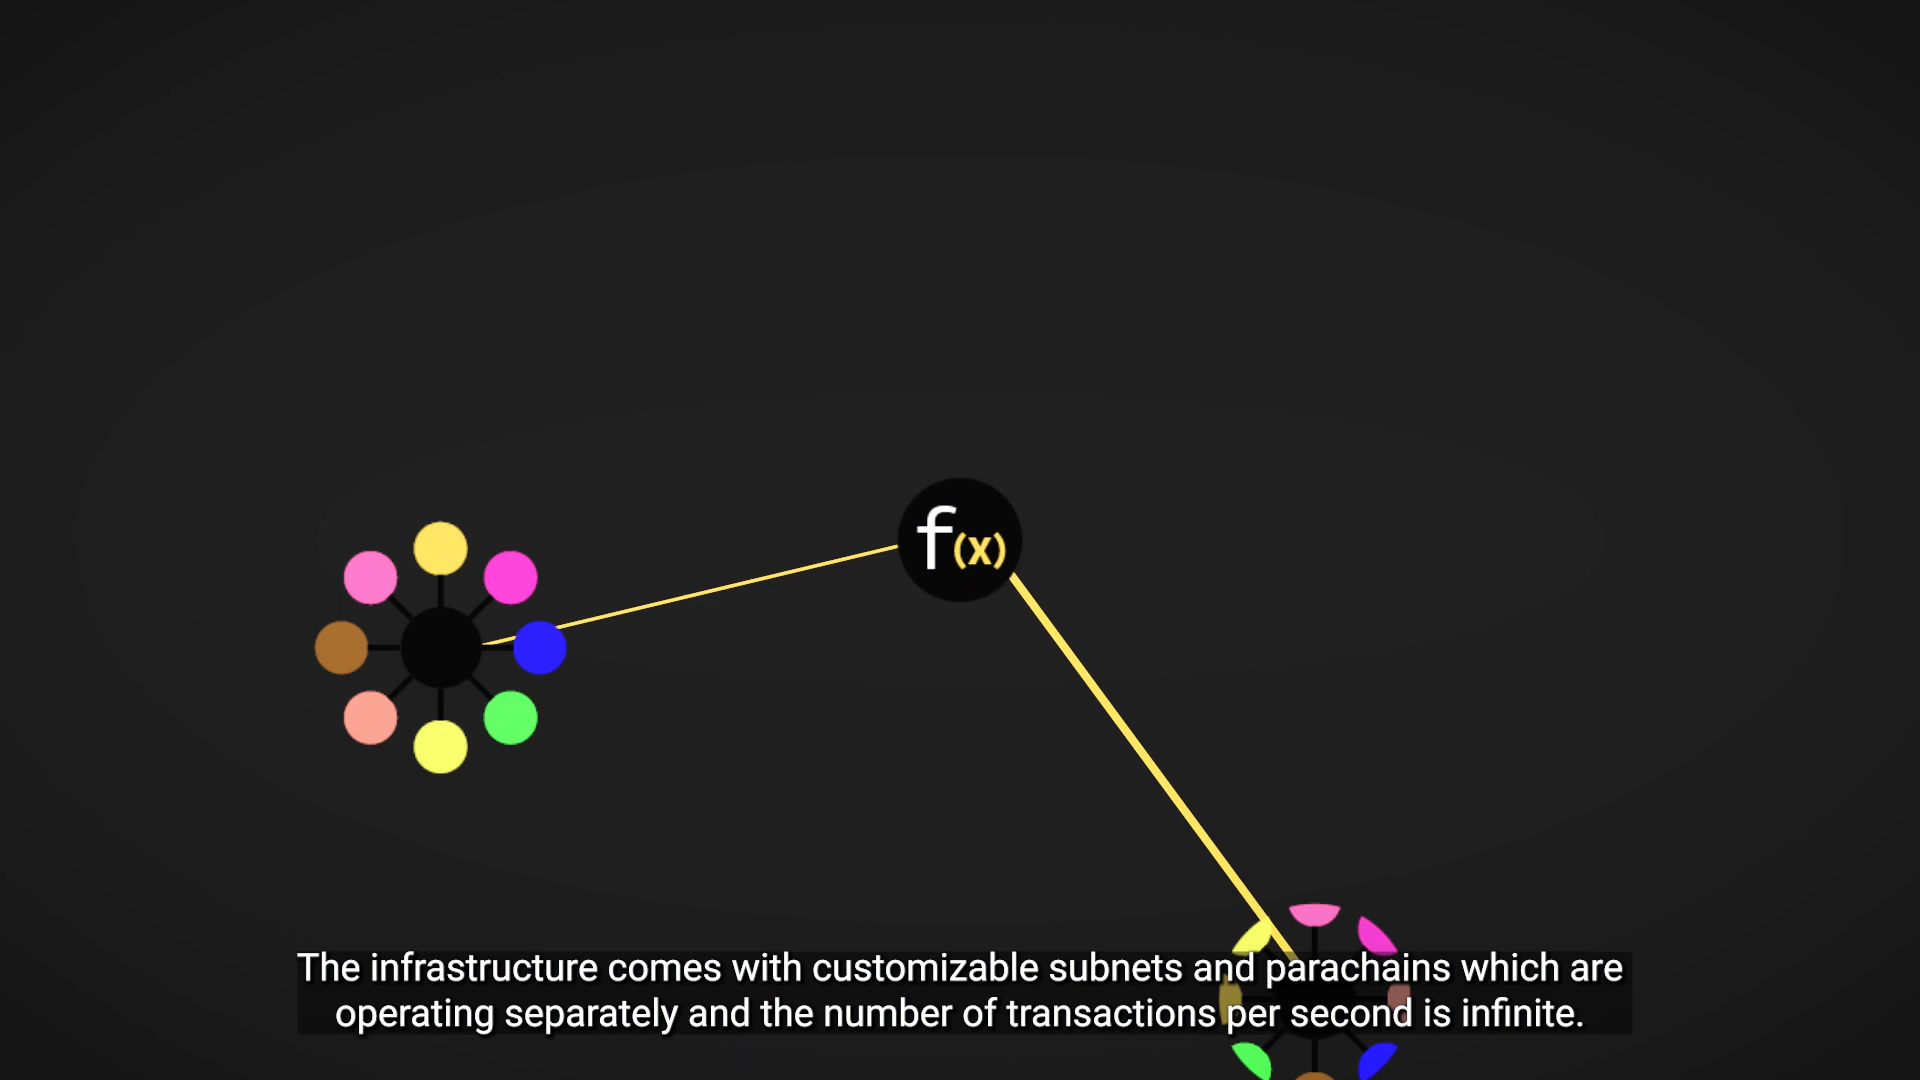 f(x)
The infrastructure comes with customizable subnets and parachains which are
operating separately and the number of transactions per second is infinite.